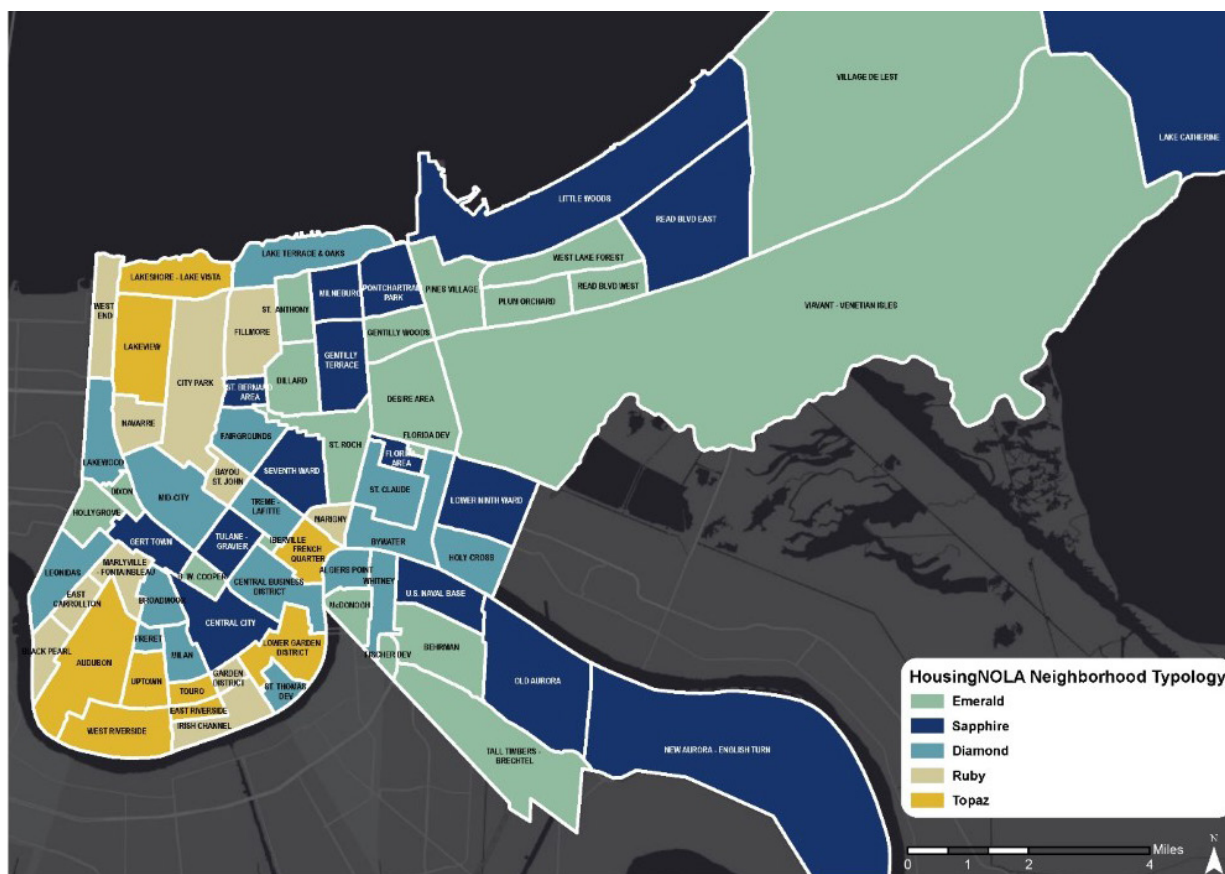 VILLAGE DE LEST
LAKE CATHERINE
LITTLE WOODS
READ BLVD EAST
LAKE TERRACE & OAKS
WEST LAKE FOREST
LAKESHORE - LAKE VISTA
PONTCHARTRAIN
PARK
MILNEBURG
PINES VILLAGE
READ BLVD WEST
PLUM ORCHARD
WEST
END
ST. ANTHONY
FILLMORE
VIAVANT - VENETIAN ISLES
GENTILLY WOODS
LAKEVIEW
GENTILLY
TERRACE
CITY PARK
DILLARD
ST. BERNARD
AREA
DESIRE AREA
NAVARRE
FAIRGROUNDS
FLORIDA DEV
ST. ROCH
FLORIDA
AREA
LAKEWOOD
SEVENTH WARD
BAYOU
ST. JOHN
DIXON
MID-CITY
ST. CLAUDE
LOWER NINTH WARD
TREME -
LAFITTE
HOLLYGROVE
MARIGNY
GERT TOWN
TULANE -
GRAVIER
IBERVILLE
FRENCH
QUARTER
BYWATER
HOLY CROSS
MARLYVILLE
FONTAINBLEAU
LEONIDAS
B. W. COOPER
ALGERS POINT
WHITNEY
CENTRAL BUSINESS
DISTRICT
EAST
CARROLLTON
BROADMOOR
U.S. NAVAL BASE
McDONOGH
CENTRAL CITY
FRERET
BLACK PEARL
LOWER GARDEN
DISTRICT
BEHRMAN
FISCHER DEV
AUDUBON
MILAN
GARDEN
DISTRICT
UPTOWN
OLD AURORA
TOURO
ST THOMAS
DEV
EAST RIVERSIDE
IRISH CHANNEL
WEST RIVERSIDE
NEW AURORA - ENGLISH TURN
TALL TIMBERS -
BRECHTEL
HousingNOLA Neighborhood Typology
Emerald
Sapphire
Diamond
Ruby
Topaz
Miles
0 1 2 4
N